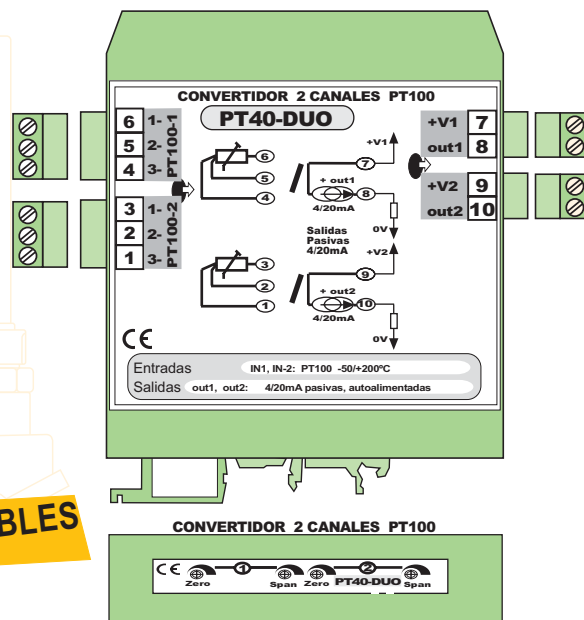 CONVERTIDOR 2 CANALES PT100
PT40-DUO
6 1-
5 2-
4 3-
PT100-1
3 1-
2 2-
1 3-
PT100-2
+V1 7
out1 8
+V2 9
out2 10
6
5
4
+V1
7
+ out1
8
4/20mA
0V
Salidas
Pasivas
4/20mA
3
2
1
+V2
9
+ out2
10
4/20mA
0V
CE
Entradas IN1, IN-2: PT100 -50/+200ºC
Salidas out1, out2: 4/20mA pasivas, autoalimentadas
BLES
CONVERTIDOR 2 CANALES PT100
CE
1
2
Zero Span Zero PT40-DUO Span